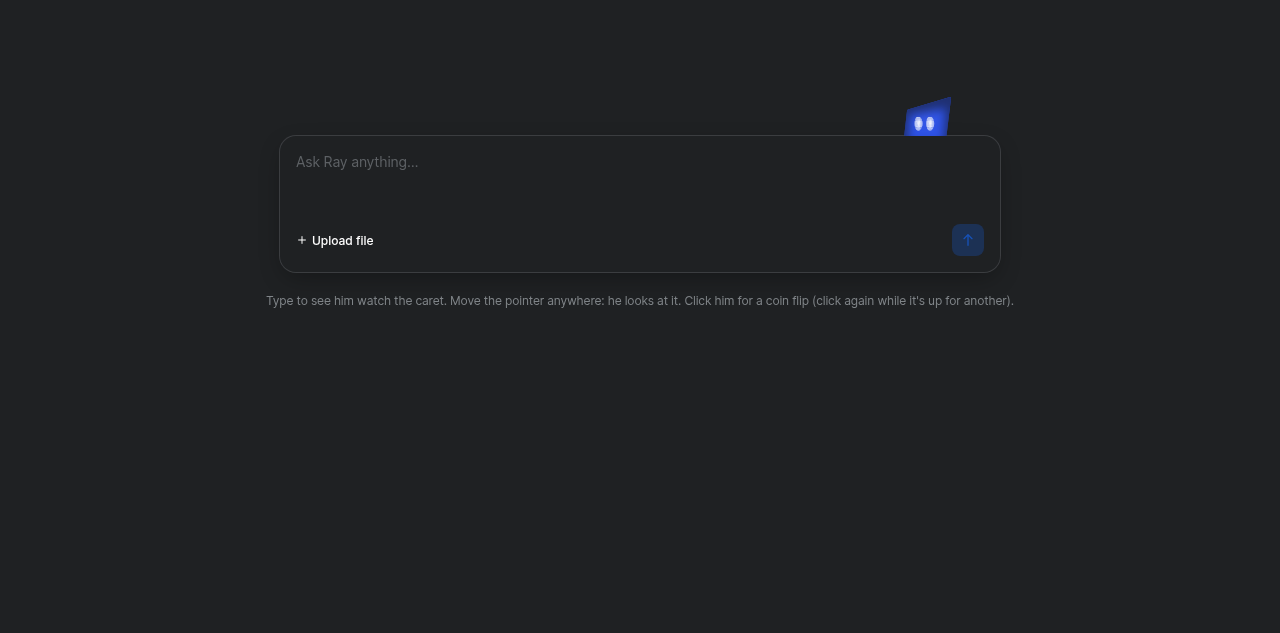 Ask Ray anything...
+ Upload file
Type to see him watch the caret. Move the pointer anywhere: he looks at it. Click him for a coin flip (click again while it's up for another).